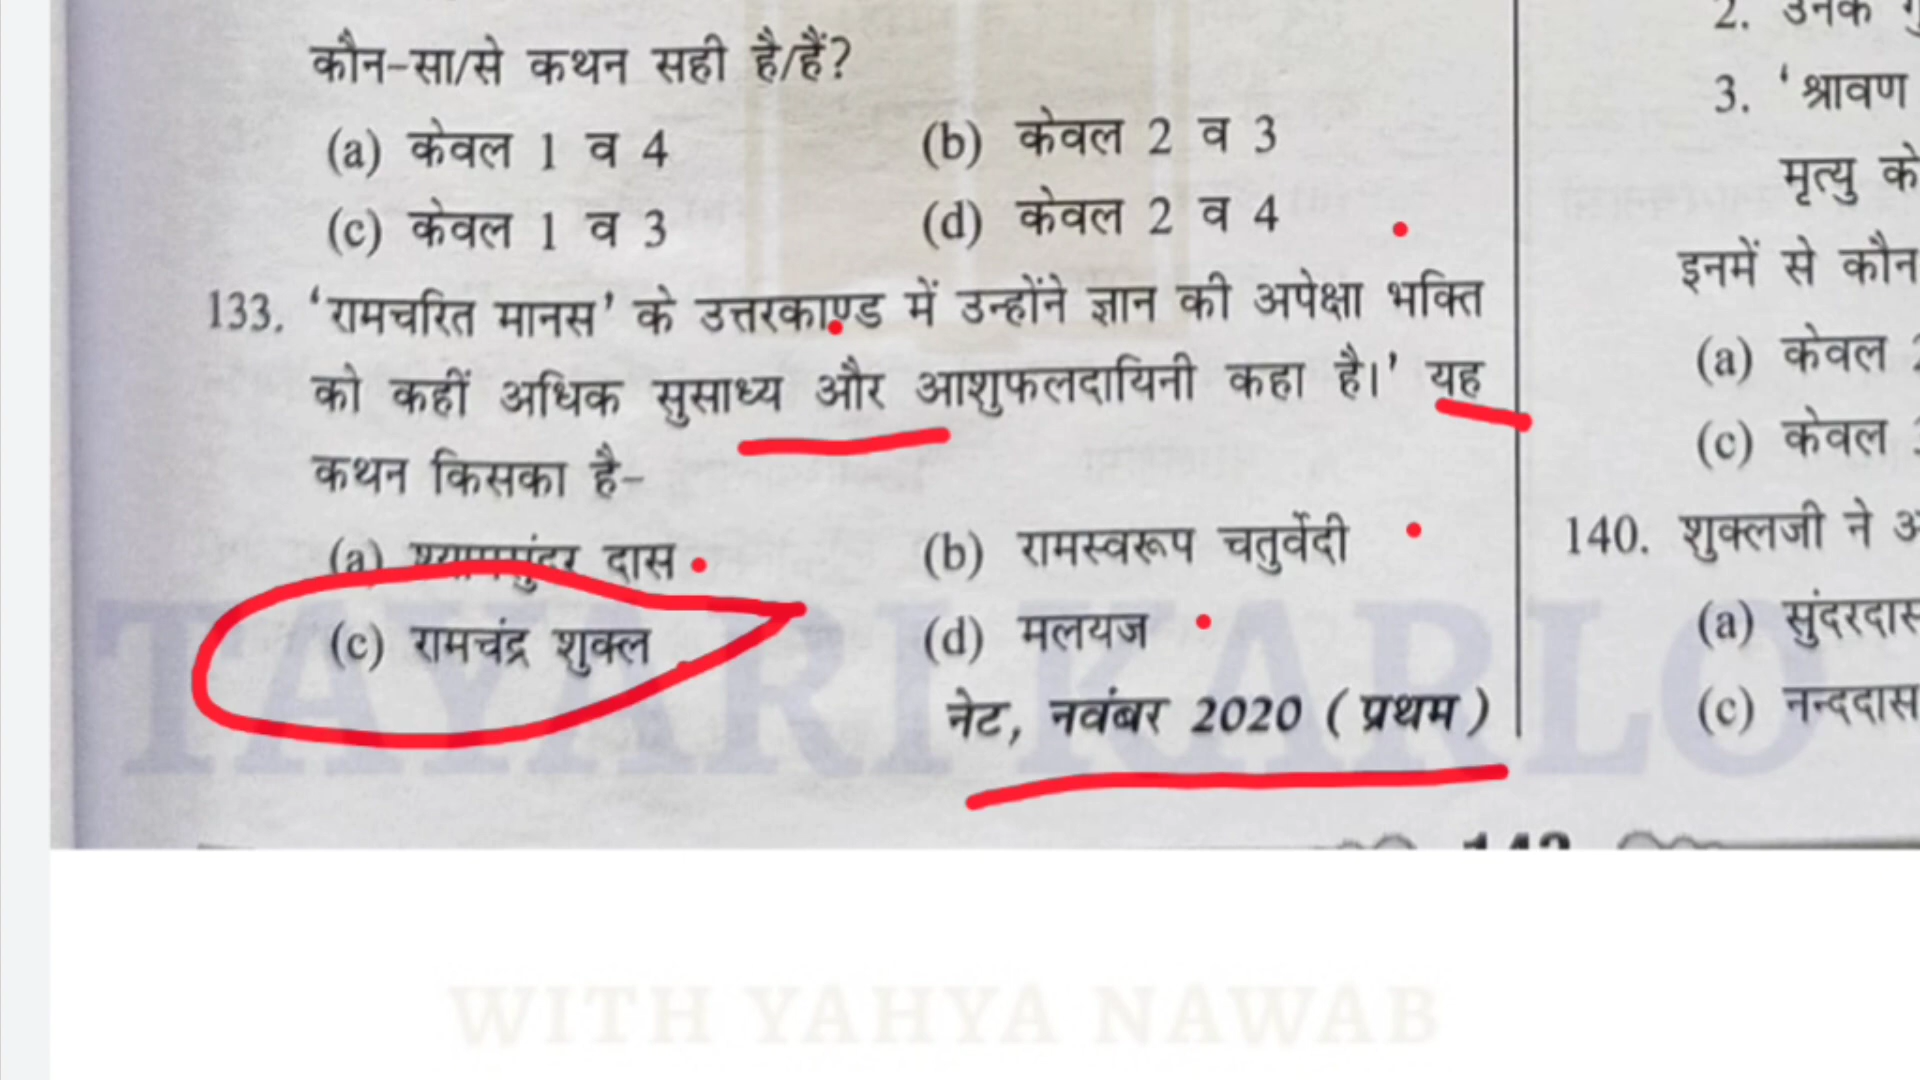 कौन-सा/से कथन सही है/हैं?
(a) केवल 1 व 4
(b) केवल 2 व 3
(c) केवल 1 व 3
(d) केवल 2 व 4
133. 'रामचरित मानस' के उत्तरकाण्ड में उन्होंने ज्ञान की अपेक्षा भक्ति
को कहीं अधिक सुसाध्य और आशुफलदायिनी कहा है।' यह
कथन किसका है-
(a) श्यामसुंदर दास
(b) रामस्वरूप चतुर्वेदी
(c) रामचंद्र शुक्ल
(d) मलयज
नेट, नवंबर 2020 (प्रथम)
2. उनके
3. 'श्रावण
मृत्यु के
इनमें से कौन
(a) केवल
(c) केवल
140. शुक्लजी ने
(a) सुंदरदास
(c) नन्ददास
TAYARI KARLO
WITH YAHYA NAWAB